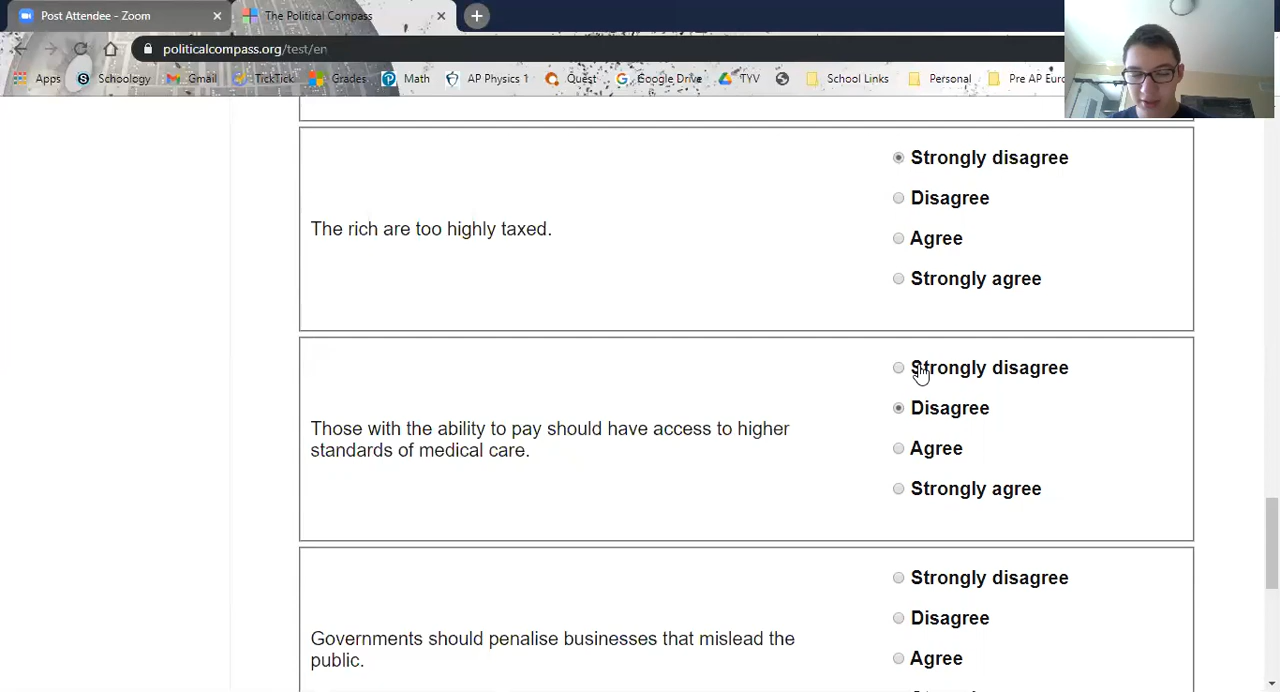 Post Attendee - Zoom
The Political Compass
politicalcompass.org/test/en
Apps Schoology Gmail TickTick Grades Math AP Physics 1 Quest Google Drive TYV School Links Personal Pre AP Euro
The rich are too highly taxed.
Strongly disagree
Disagree
Agree
Strongly agree
Those with the ability to pay should have access to higher
standards of medical care.
Strongly disagree
Disagree
Agree
Strongly agree
Governments should penalise businesses that mislead the
public.
Strongly disagree
Disagree
Agree